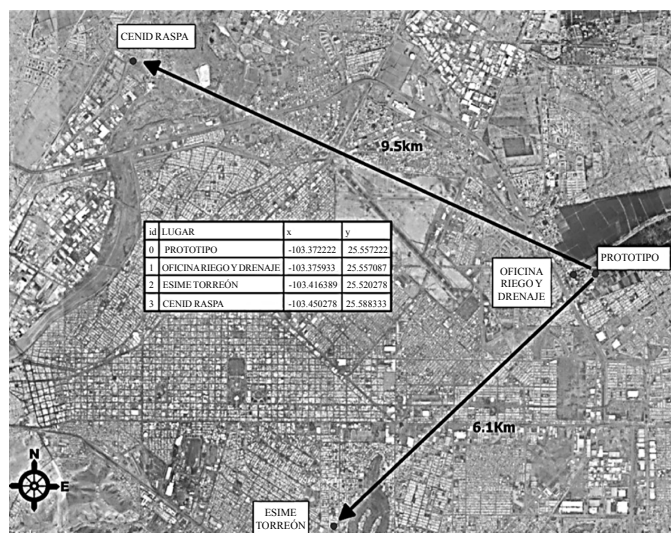 CENID RASPA
9.5km
id LUGAR x y
0 PROTOTIPO -103.372222 25.557222
1 OFICINA RIEGO Y DRENAJE -103.375933 25.557087
2 ESIME TORREÓN -103.416389 25.520278
3 CENID RASPA -103.450278 25.588333
PROTOTIPO
OFICINA
RIEGO Y
DRENAJE
6.1Km
N
E
ESIME
TORREÓN